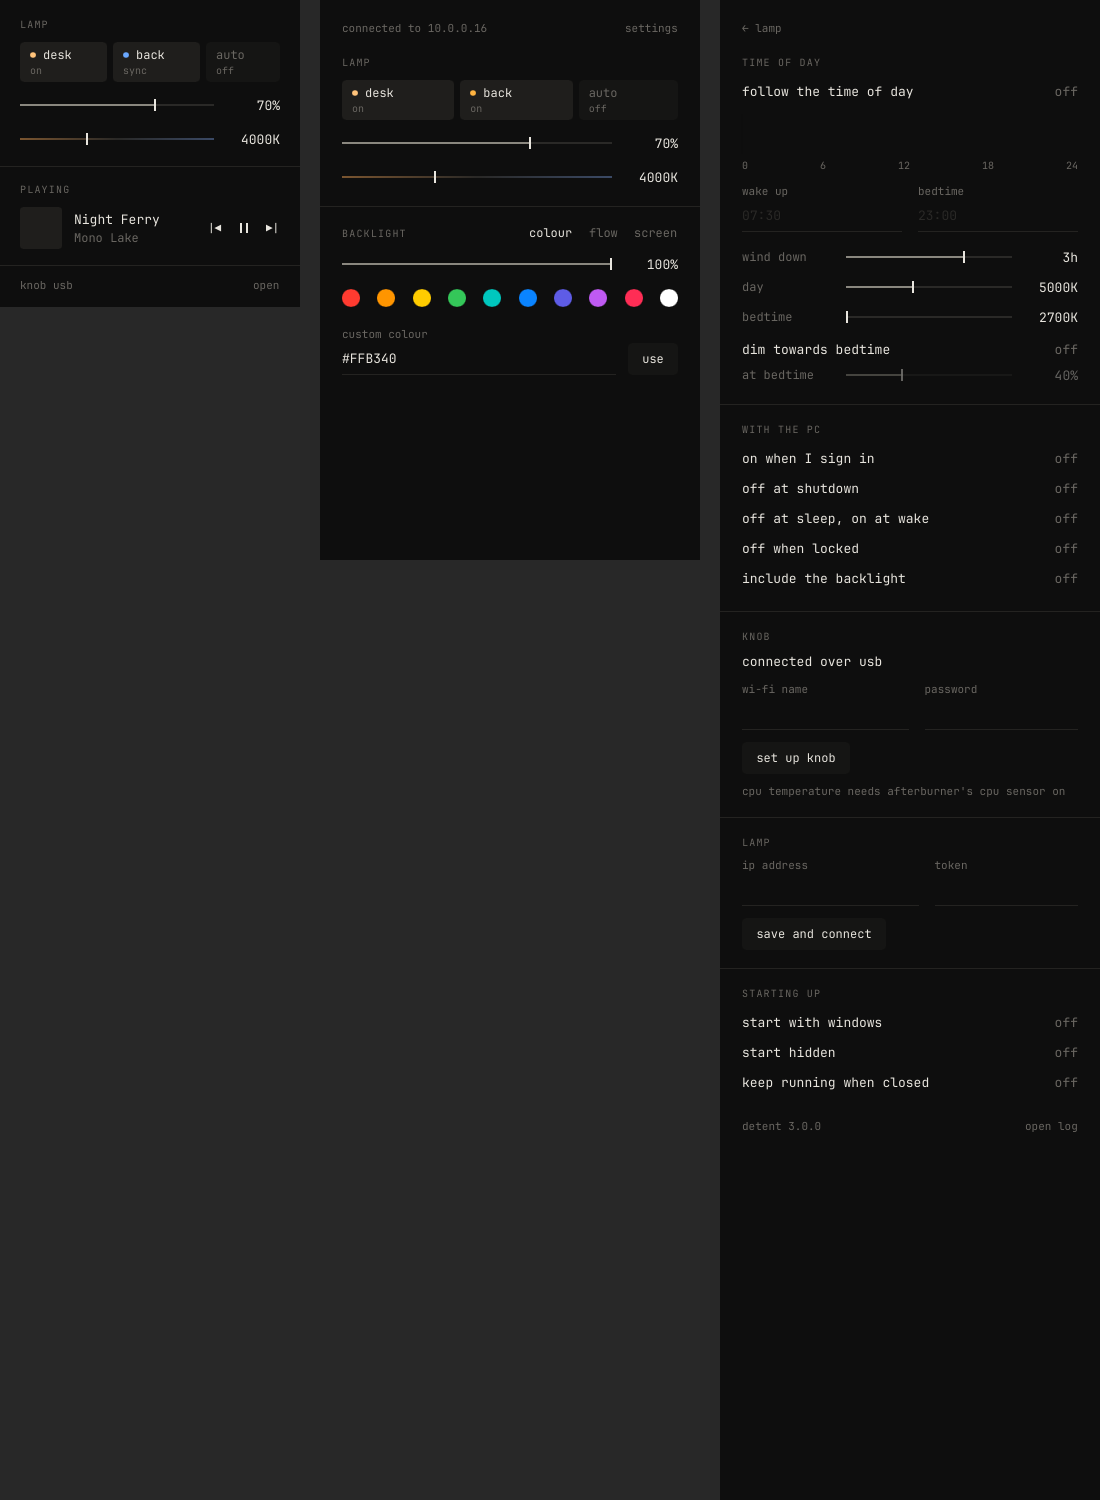 LAMP
desk
on
back
sync
auto
off
70%
4000K
PLAYING
Night Ferry
Mono Lake
knob usb
open
connected to 10.0.0.16
settings
LAMP
desk
on
back
on
auto
off
70%
4000K
BACKLIGHT
colour
flow
screen
100%
custom colour
#FFB340
use
← lamp
TIME OF DAY
follow the time of day
off
0
6
12
18
24
wake up
bedtime
07:30
23:00
wind down
3h
day
5000K
bedtime
2700K
dim towards bedtime
off
at bedtime
40%
WITH THE PC
on when I sign in
off
off at shutdown
off
off at sleep, on at wake
off
off when locked
off
include the backlight
off
KNOB
connected over usb
wi-fi name
password
set up knob
cpu temperature needs afterburner's cpu sensor on
LAMP
ip address
token
save and connect
STARTING UP
start with windows
off
start hidden
off
keep running when closed
off
detent 3.0.0
open log